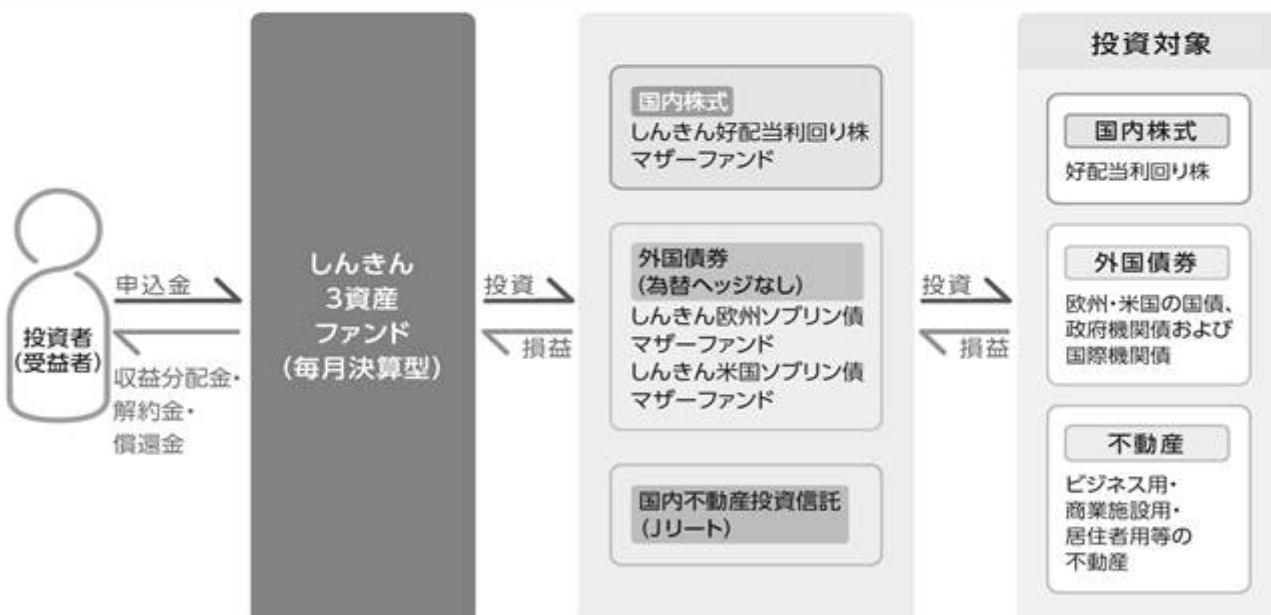 投資者
(受益者)
申込金
収益分配金・
解約金・
償還金
しんきん
3資産
ファンド
(毎月決算型)
投資
損益
国内株式
しんきん好配当利回り株
マザーファンド
外国債券
(為替ヘッジなし)
しんきん欧州ソブリン債
マザーファンド
しんきん米国ソブリン債
マザーファンド
国内不動産投資信託
(Jリート)
投資
損益
投資対象
国内株式
好配当利回り株
外国債券
欧州・米国の国債、
政府機関債および
国際機関債
不動産
ビジネス用・
商業施設用・
居住者用等の
不動産